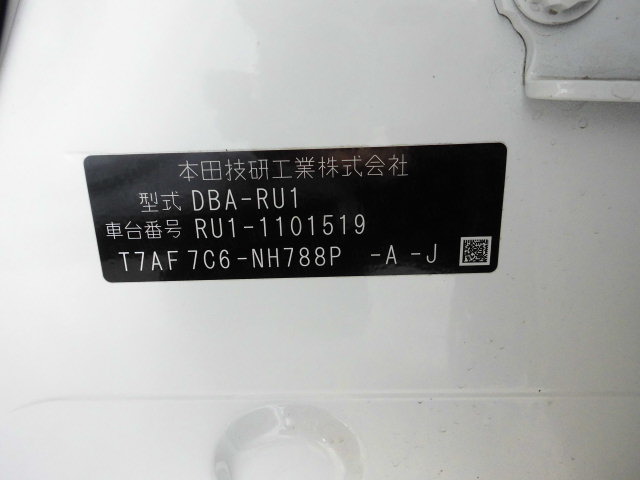 本田技研工業株式会社
型式 DBA-RU1
車台番号 RU1-1101519
T7AF 7C6-NH788P -A -J